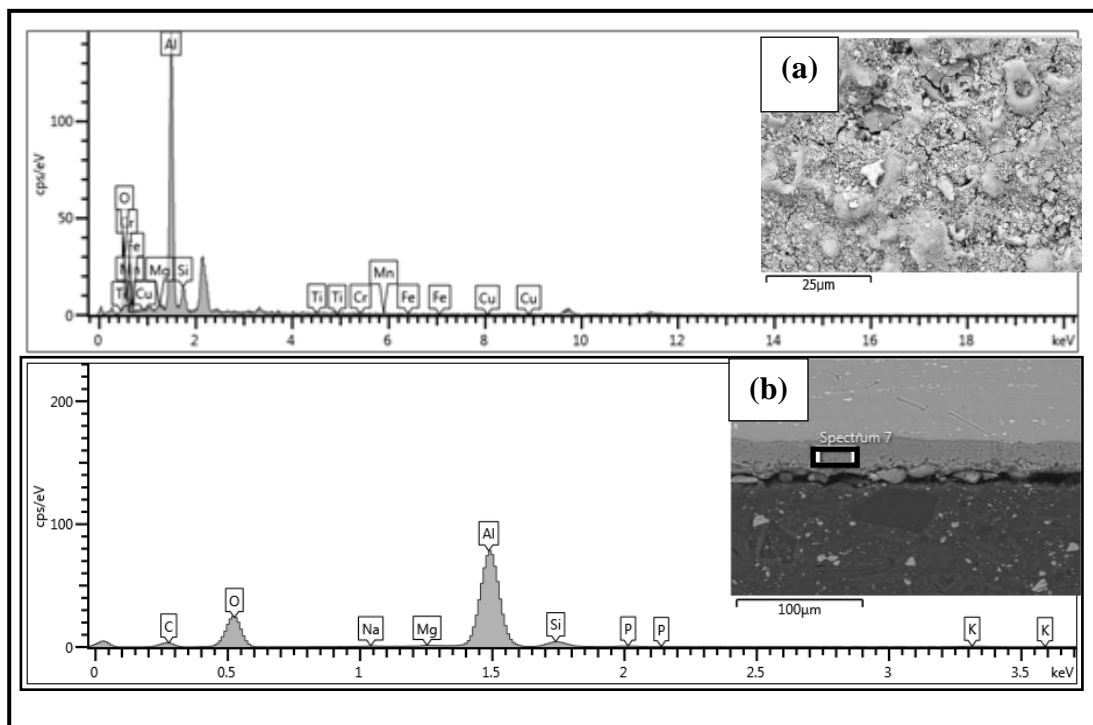 (a)
Al
100
cps/eV
50
0
O
Cr
Fe
Mn
Mg
Si
Ti
Cu
Ti
Ti
Cr
Mn
Fe
Fe
Cu
Cu
0 2 4 6 8 10 12 14 16 18 keV
25µm
(b)
200
100
cps/eV
0
Spectrum 7
100µm
C
O
Na
Mg
Al
Si
P
P
K
K
0 0.5 1 1.5 2 2.5 3 3.5 keV